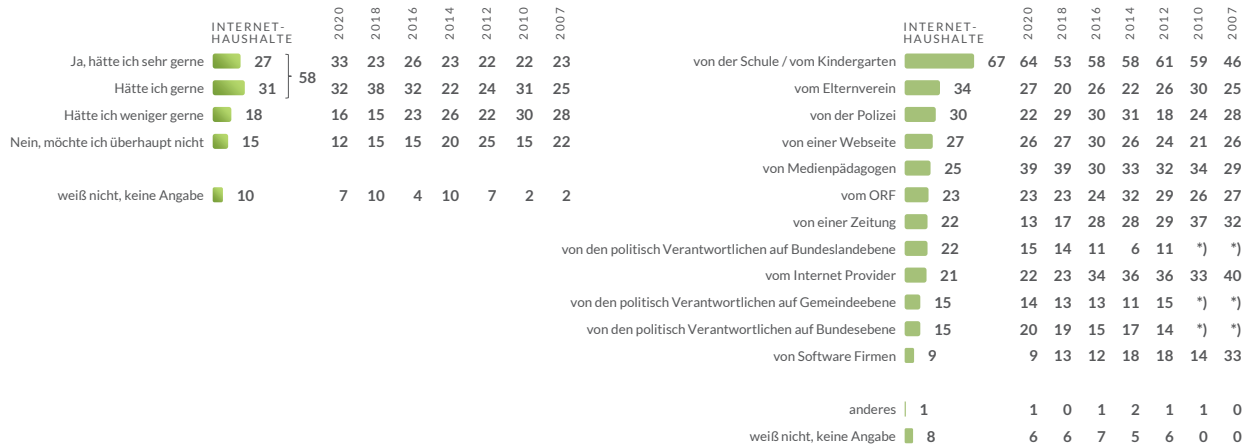 INTERNET-
HAUSHALTE 2020 2018 2016 2014 2012 2010 2007
Ja, hätte ich sehr gerne 27 33 23 26 23 22 22 23
58
Hätte ich gerne 31 32 38 32 22 24 31 25
Hätte ich weniger gerne 18 16 15 23 26 22 30 28
Nein, möchte ich überhaupt nicht 15 12 15 15 20 25 15 22
weiß nicht, keine Angabe 10 7 10 4 10 7 2 2
INTERNET-
HAUSHALTE 2020 2018 2016 2014 2012 2010 2007
von der Schule / vom Kindergarten 67 64 53 58 58 61 59 46
vom Elternverein 34 27 20 26 22 26 30 25
von der Polizei 30 22 29 30 31 18 24 28
von einer Webseite 27 26 27 30 26 24 21 26
von Medienpädagogen 25 39 39 30 33 32 34 29
vom ORF 23 23 23 24 32 29 26 27
von einer Zeitung 22 13 17 28 28 29 37 32
von den politisch Verantwortlichen auf Bundeslandebene 22 15 14 11 6 11 *) *)
vom Internet Provider 21 22 23 34 36 36 33 40
von den politisch Verantwortlichen auf Gemeindeebene 15 14 13 13 11 15 *) *)
von den politisch Verantwortlichen auf Bundesebene 15 20 19 15 17 14 *) *)
von Software Firmen 9 9 13 12 18 18 14 33
anderes 1 1 0 1 2 1 1 0
weiß nicht, keine Angabe 8 6 6 7 5 6 0 0